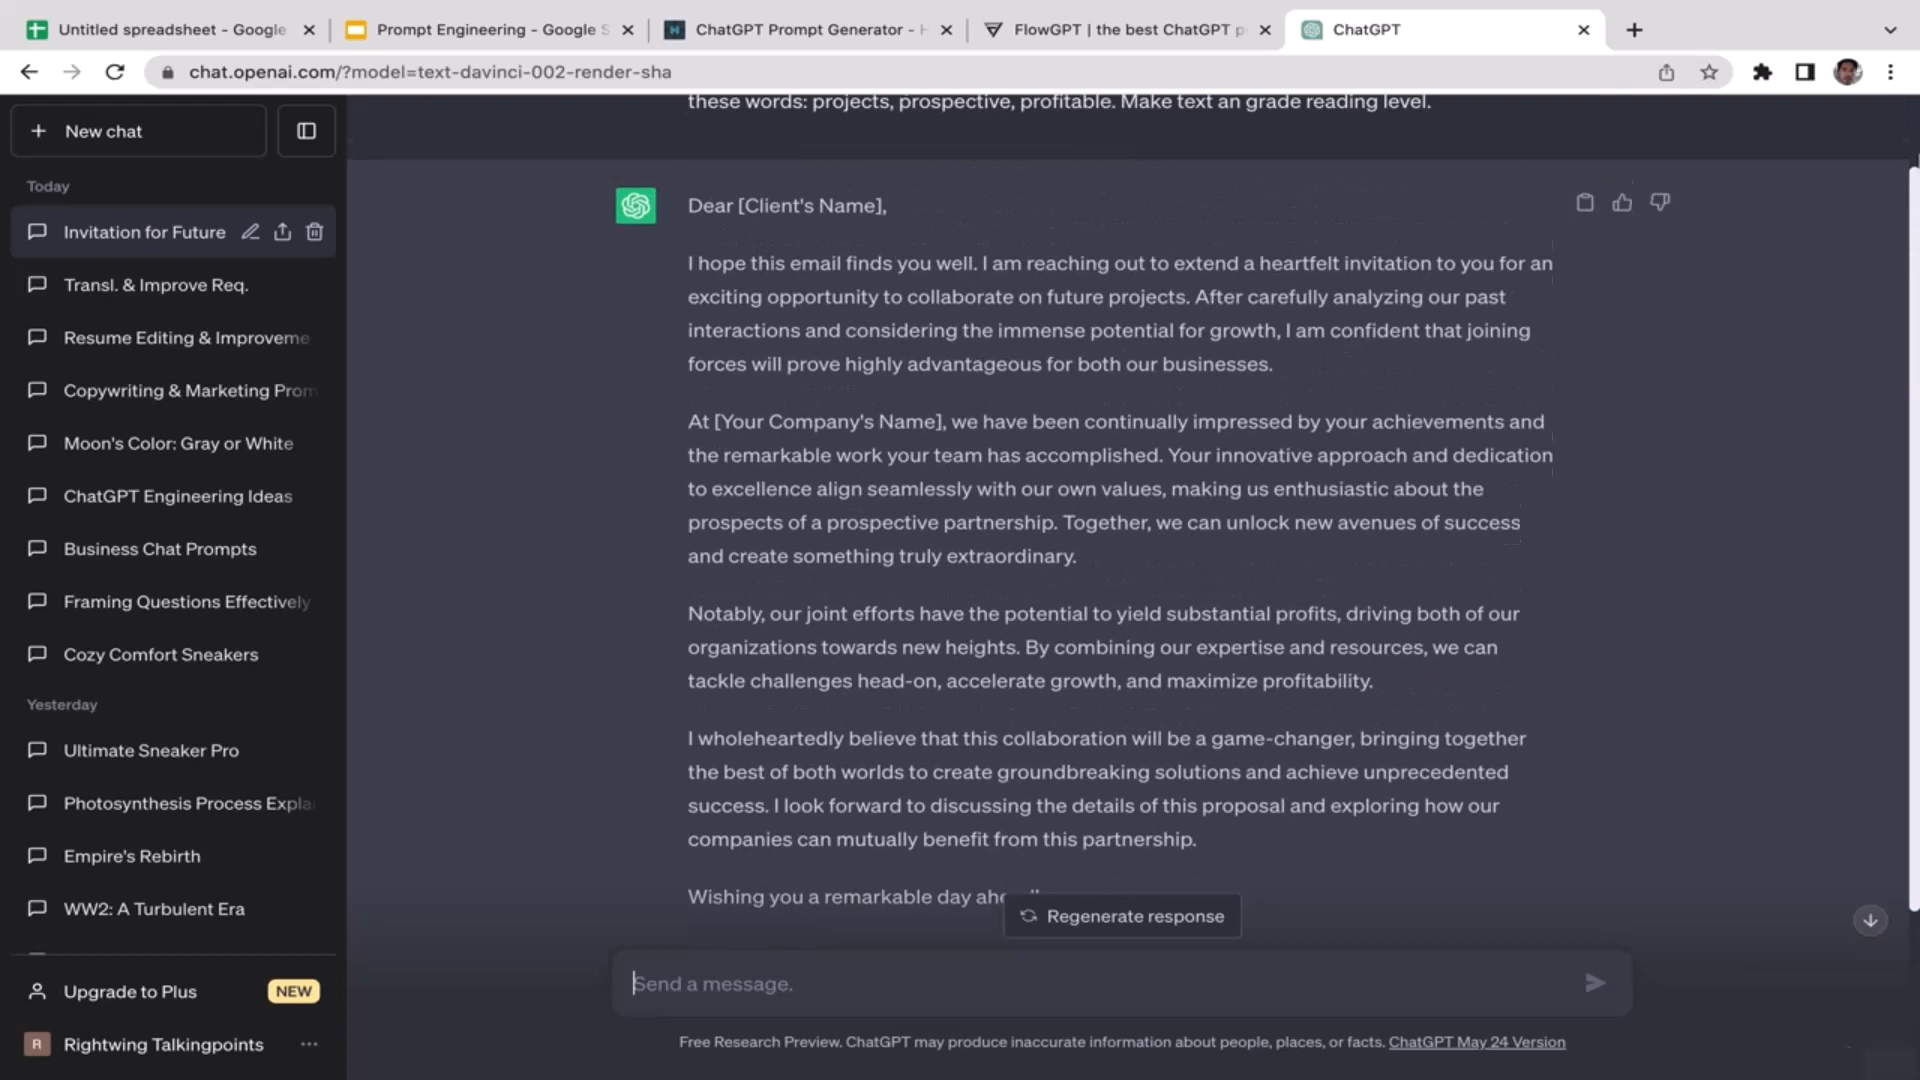 Untitled spreadsheet - Google
Prompt Engineering - Google S
ChatGPT Prompt Generator - H
FlowGPT | the best ChatGPT p
ChatGPT
chat.openai.com/?model=text-davinci-002-render-sha
New chat
Today
Invitation for Future
Transl. & Improve Req.
Resume Editing & Improveme
Copywriting & Marketing Prom
Moon's Color: Gray or White
ChatGPT Engineering Ideas
Business Chat Prompts
Framing Questions Effectively
Cozy Comfort Sneakers
Yesterday
Ultimate Sneaker Pro
Photosynthesis Process Expla
Empire's Rebirth
WW2: A Turbulent Era
Upgrade to Plus
NEW
R
Rightwing Talkingpoints
these words: projects, prospective, profitable. Make text an grade reading level.
Dear [Client's Name],
I hope this email finds you well. I am reaching out to extend a heartfelt invitation to you for an
exciting opportunity to collaborate on future projects. After carefully analyzing our past
interactions and considering the immense potential for growth, I am confident that joining
forces will prove highly advantageous for both our businesses.
At [Your Company's Name], we have been continually impressed by your achievements and
the remarkable work your team has accomplished. Your innovative approach and dedication
to excellence align seamlessly with our own values, making us enthusiastic about the
prospects of a prospective partnership. Together, we can unlock new avenues of success
and create something truly extraordinary.
Notably, our joint efforts have the potential to yield substantial profits, driving both of our
organizations towards new heights. By combining our expertise and resources, we can
tackle challenges head-on, accelerate growth, and maximize profitability.
I wholeheartedly believe that this collaboration will be a game-changer, bringing together
the best of both worlds to create groundbreaking solutions and achieve unprecedented
success. I look forward to discussing the details of this proposal and exploring how our
companies can mutually benefit from this partnership.
Wishing you a remarkable day
Regenerate response
Send a message.
Free Research Preview. ChatGPT may produce inaccurate information about people, places, or facts. ChatGPT May 24 Version